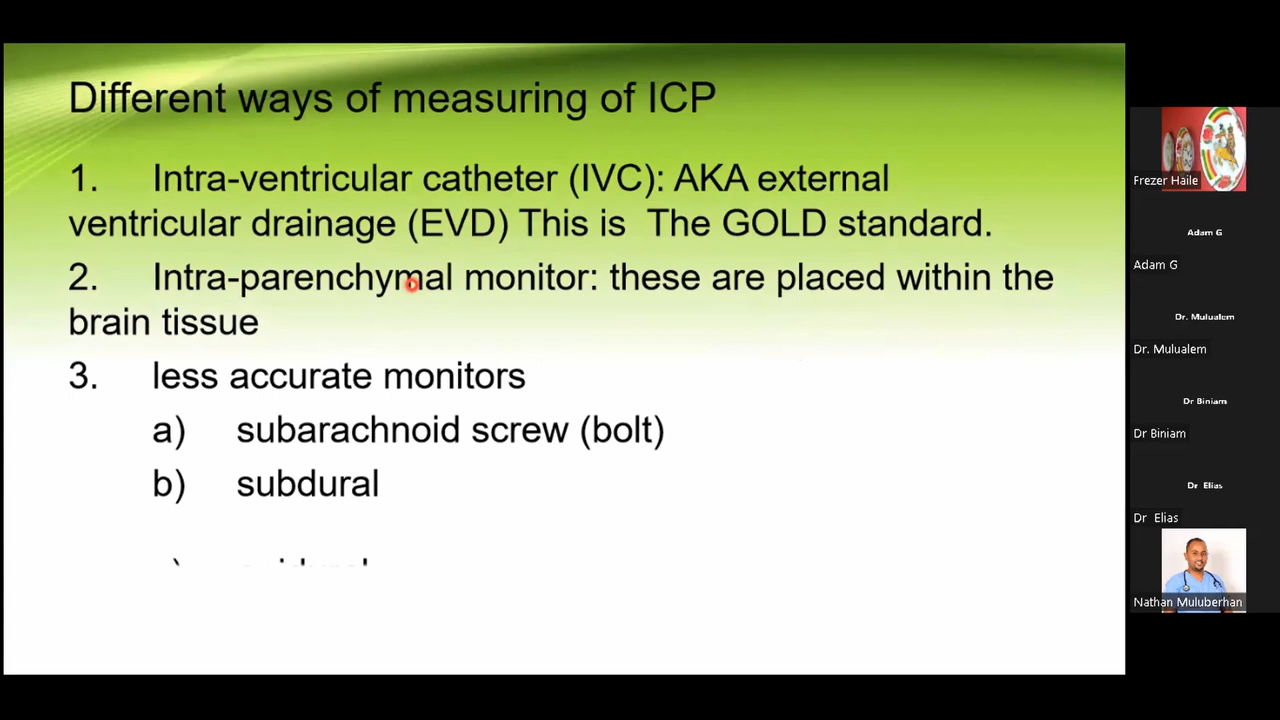 Different ways of measuring of ICP
1. Intra-ventricular catheter (IVC): AKA external
ventricular drainage (EVD) This is The GOLD standard.
2. Intra-parenchymal monitor: these are placed within the
brain tissue
3. less accurate monitors
a) subarachnoid screw (bolt)
b) subdural
Frezer Haile
Adam G
Adam G
Dr. Mulualem
Dr. Mulualem
Dr Biniam
Dr Biniam
Dr Elias
Dr Elias
Nathan Muluberhan